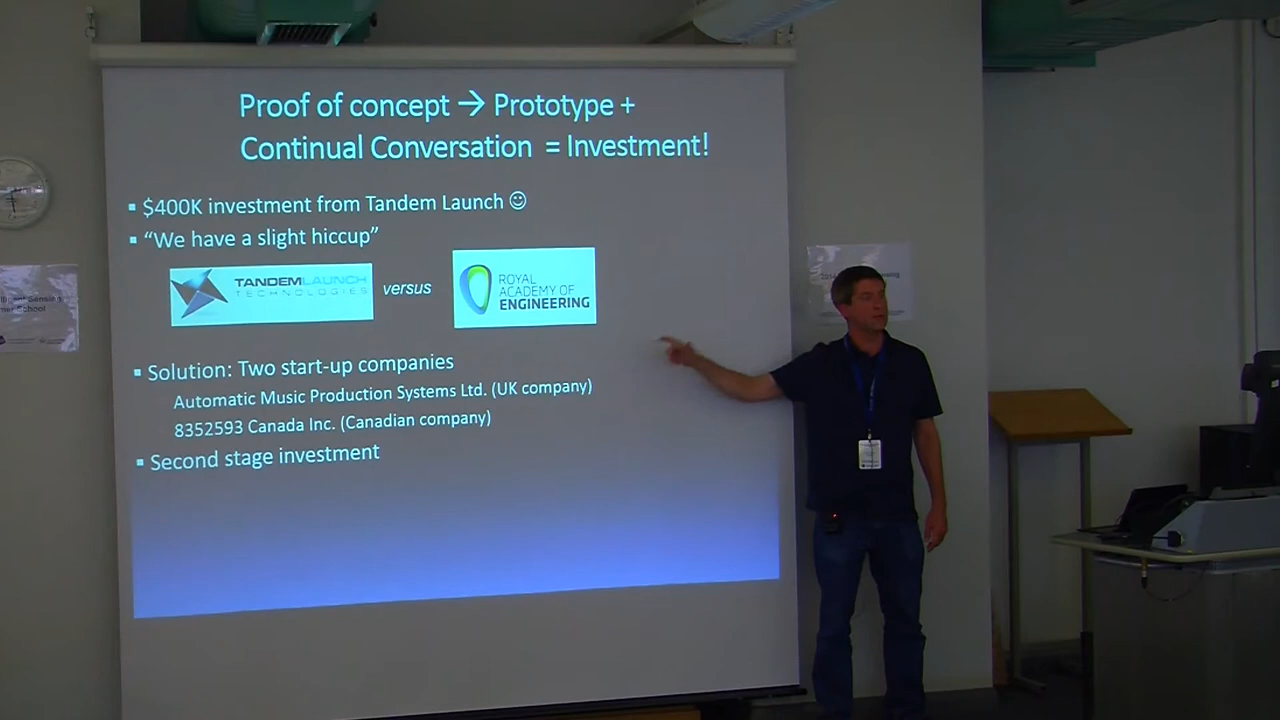 Proof of concept → Prototype +
Continual Conversation = Investment!
▪ $400K investment from Tandem Launch ☺
▪ “We have a slight hiccup”
TANDEMLAUNCH
TECHNOLOGIES
versus
ROYAL
ACADEMY OF
ENGINEERING
▪ Solution: Two start-up companies
Automatic Music Production Systems Ltd. (UK company)
8352593 Canada Inc. (Canadian company)
▪ Second stage investment
Sensing
School